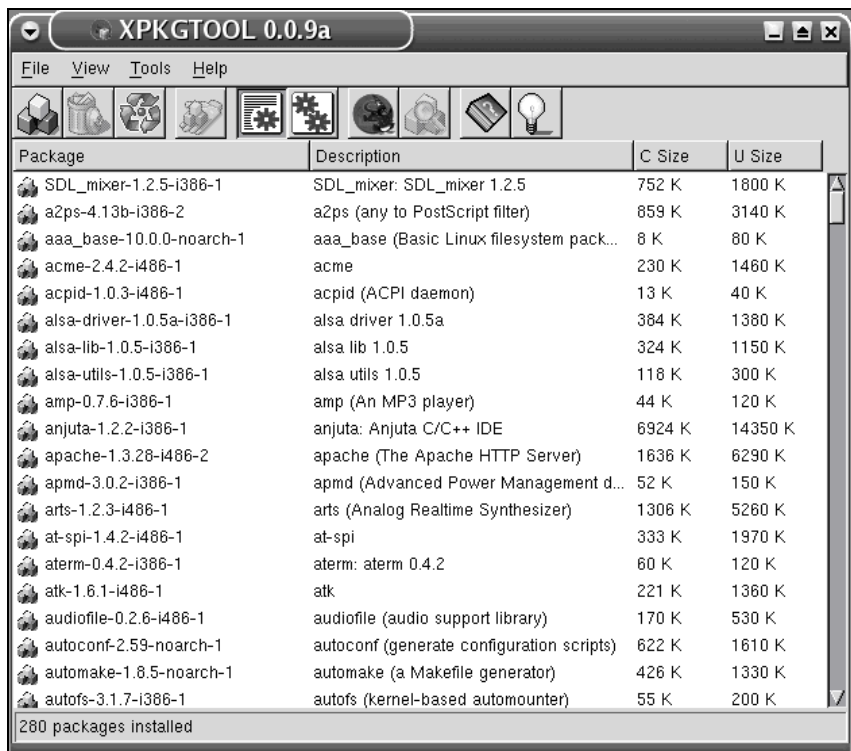 XPKGTOOL 0.0.9a
File View Tools Help
Package Description C Size U Size
SDL_mixer-1.2.5-i386-1 SDL_mixer: SDL_mixer 1.2.5 752 K 1800 K
a2ps-4.13b-i386-2 a2ps (any to PostScript filter) 859 K 3140 K
aaa_base-10.0.0-noarch-1 aaa_base (Basic Linux filesystem pack... 8 K 80 K
acme-2.4.2-i486-1 acme 230 K 1460 K
acpid-1.0.3-i486-1 acpid (ACPI daemon) 13 K 40 K
alsa-driver-1.0.5a-i386-1 alsa driver 1.0.5a 384 K 1380 K
alsa-lib-1.0.5-i386-1 alsa lib 1.0.5 324 K 1150 K
alsa-utils-1.0.5-i386-1 alsa utils 1.0.5 118 K 300 K
amp-0.7.6-i386-1 amp (An MP3 player) 44 K 120 K
anjuta-1.2.2-i386-1 anjuta: Anjuta C/C++ IDE 6924 K 14350 K
apache-1.3.28-i486-2 apache (The Apache HTTP Server) 1636 K 6290 K
apmd-3.0.2-i386-1 apmd (Advanced Power Management d... 52 K 150 K
arts-1.2.3-i486-1 arts (Analog Realtime Synthesizer) 1306 K 5260 K
at-spi-1.4.2-i486-1 at-spi 333 K 1970 K
aterm-0.4.2-i386-1 aterm: aterm 0.4.2 60 K 120 K
atk-1.6.1-i486-1 atk 221 K 1360 K
audiofile-0.2.6-i486-1 audiofile (audio support library) 170 K 530 K
autoconf-2.59-noarch-1 autoconf (generate configuration scripts) 622 K 1610 K
automake-1.8.5-noarch-1 automake (a Makefile generator) 426 K 1330 K
autofs-3.1.7-i386-1 autofs (kernel-based automounter) 55 K 200 K
280 packages installed